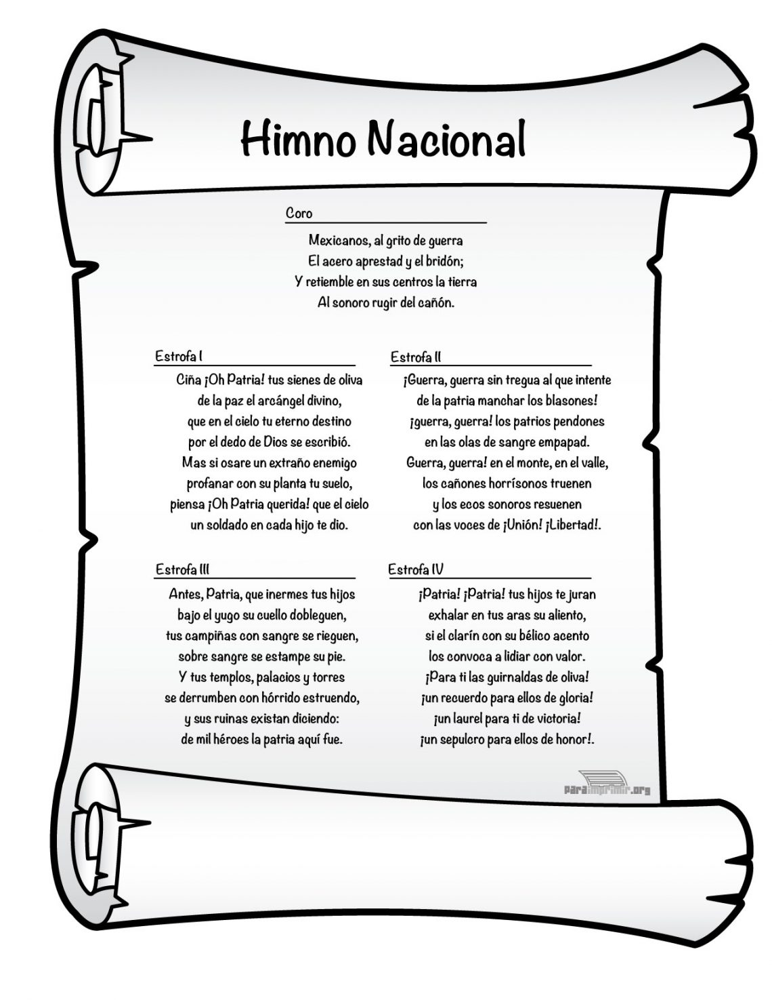 Himno Nacional
Coro
Mexicanos, al grito de guerra
El acero aprestad y el bridón;
Y retiemble en sus centros la tierra
Al sonoro rugir del cañón.
Estrofa I
Ciña ¡Oh Patria! tus sienes de oliva
de la paz el arcángel divino,
que en el cielo tu eterno destino
por el dedo de Dios se escribió.
Mas si osare un extraño enemigo
profanar con su planta tu suelo,
piensa ¡Oh Patria querida! que el cielo
un soldado en cada hijo te dio.
Estrofa II
¡Guerra, guerra sin tregua al que intente
de la patria manchar los blasones!
¡guerra, guerra! los patrios pendones
en las olas de sangre empapad.
Guerra, guerra! en el monte, en el valle,
los cañones horrísonos truenen
y los ecos sonoros resuenen
con las voces de ¡Unión! ¡Libertad!.
Estrofa III
Antes, Patria, que inermes tus hijos
bajo el yugo su cuello dobleguen,
tus campiñas con sangre se rieguen,
sobre sangre se estampe su pie.
Y tus templos, palacios y torres
se derrumben con hórrido estruendo,
y sus ruinas existan diciendo:
de mil héroes la patria aquí fue.
Estrofa IV
¡Patria! ¡Patria! tus hijos te juran
exhalar en tus aras su aliento,
si el clarín con su bélico acento
los convoca a lidiar con valor.
¡Para ti las guirnaldas de oliva!
¡un recuerdo para ellos de gloria!
¡un laurel para ti de victoria!
¡un sepulcro para ellos de honor!.
paraimprimir.org